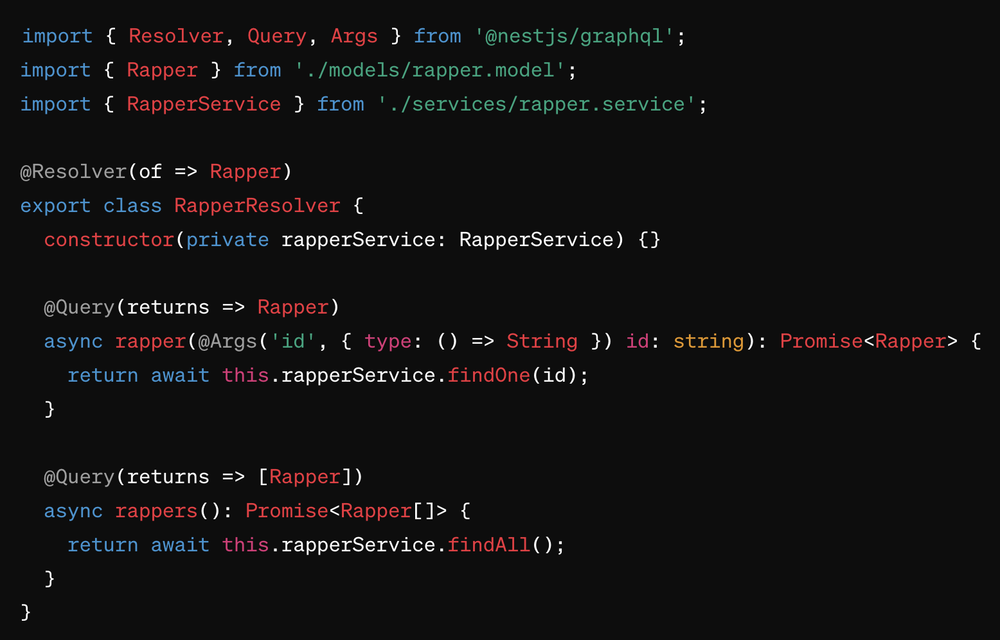 import { Resolver, Query, Args } from '@nestjs/graphql';
import { Rapper } from './models/rapper.model';
import { RapperService } from './services/rapper.service';

@Resolver(of => Rapper)
export class RapperResolver {
  constructor(private rapperService: RapperService) {}

  @Query(returns => Rapper)
  async rapper(@Args('id', { type: () => String }) id: string): Promise<Rapper> {
    return await this.rapperService.findOne(id);
  }

  @Query(returns => [Rapper])
  async rappers(): Promise<Rapper[]> {
    return await this.rapperService.findAll();
  }
}